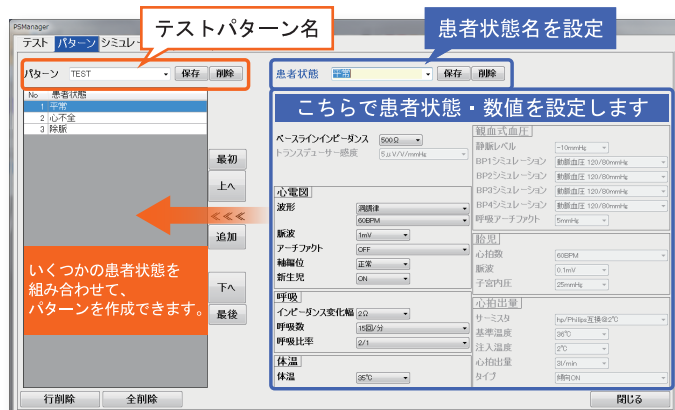 PSManager
テスト パターン シミュレー
テストパターン名
患者状態名を設定
パターン TEST 保存 削除
患者状態 平常 保存 削除
No 患者状態
1 平常
2 心不全
3 除脈
最初
上へ
<<<
追加
下へ
最後
いくつかの患者状態を
組み合わせて、
パターンを作成できます。
行削除 全削除
こちらで患者状態・数値を設定します
ベースラインインピーダンス 500Ω
トランスデューサー感度 5μV/V/mmHg
心電図
波形 洞調律
60BPM
脈波 1mV
アーチファクト OFF
軸偏位 正常
新生児 ON
呼吸
インピーダンス変化幅 2Ω
呼吸数 15回/分
呼吸比率 2/1
体温
体温 35℃
観血式血圧
静脈レベル -10mmHg
BP1シミュレーション 動脈血圧 120/80mmHg
BP2シミュレーション 動脈血圧 120/80mmHg
BP3シミュレーション 動脈血圧 120/80mmHg
BP4シミュレーション 動脈血圧 120/80mmHg
呼吸アーチファクト 5mmHg
胎児
心拍数 60BPM
脈波 0.1mV
子宮内圧 25mmHg
心拍出量
サーミスタ hp/Philips互換@2℃
基準温度 36℃
注入温度 2℃
心拍出量 3l/min
タイプ 傾向ON
閉じる